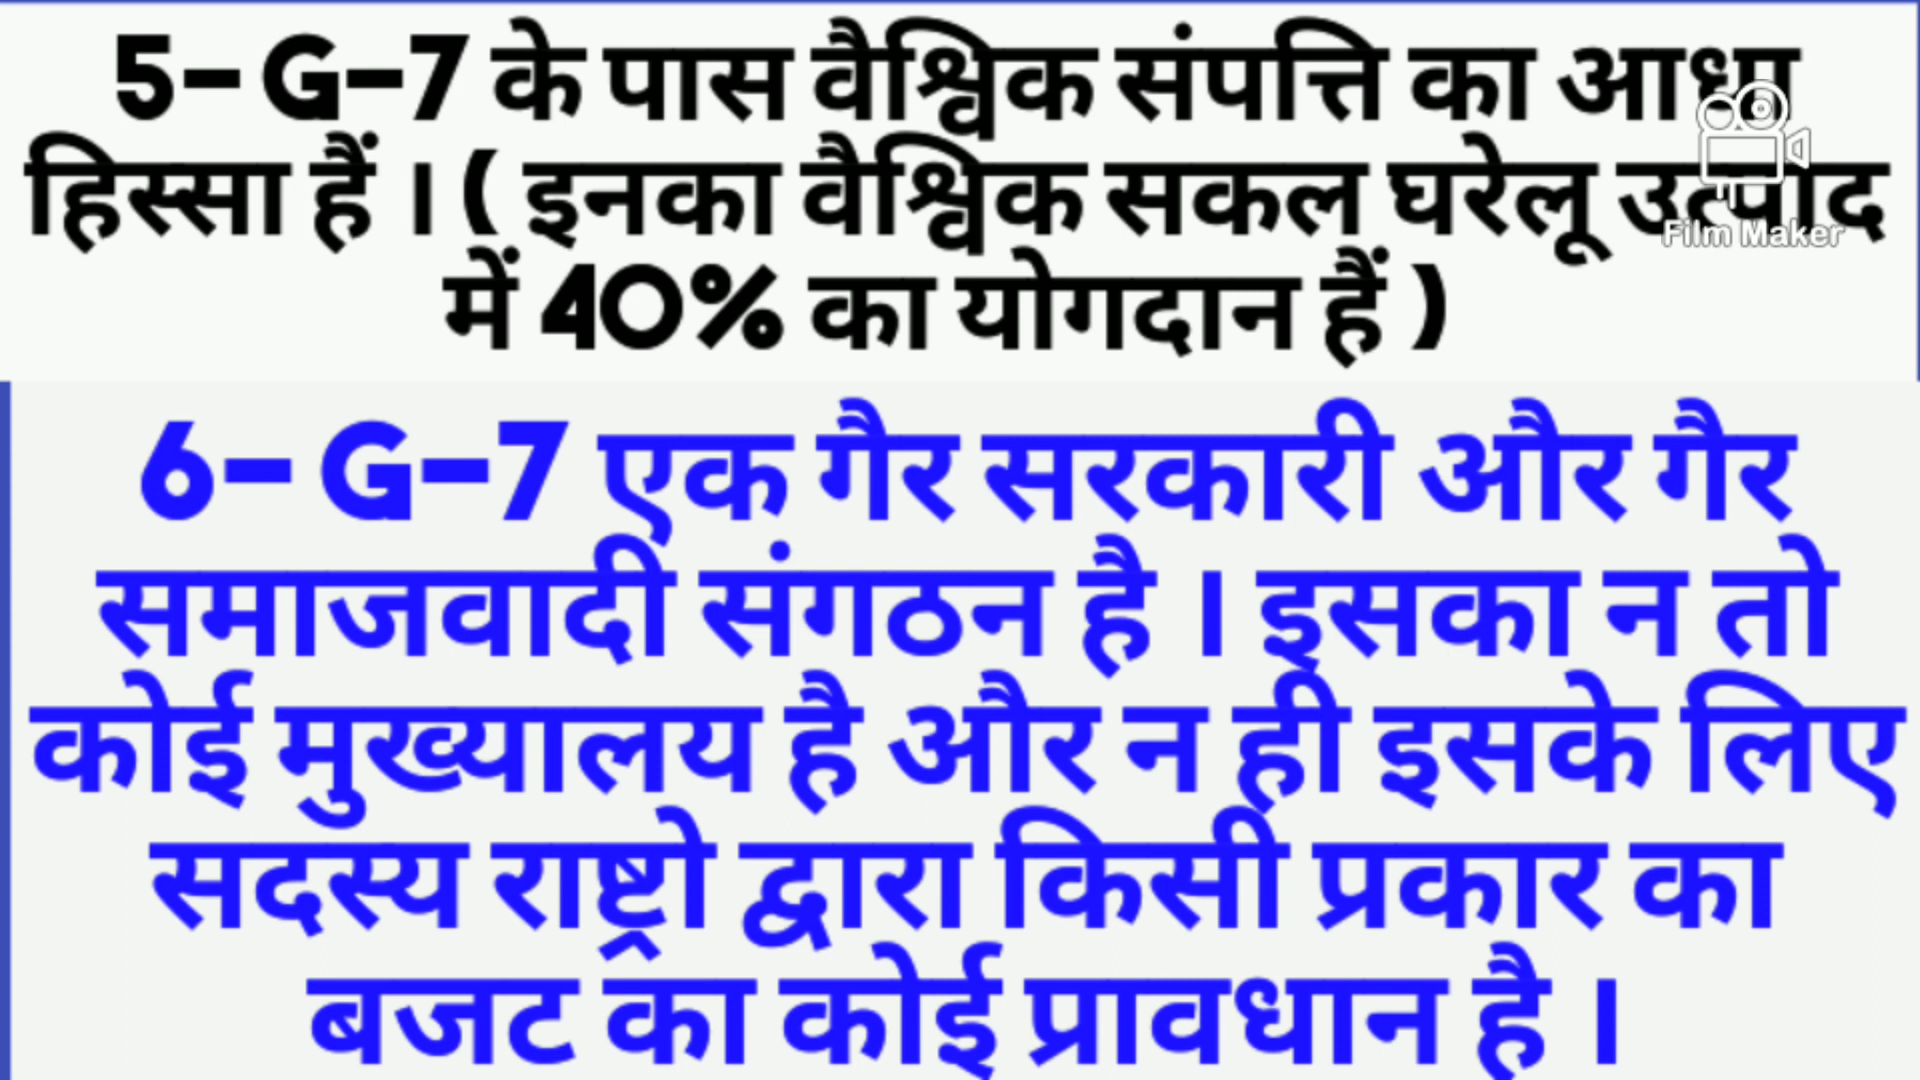 5- G-7 के पास वैश्विक संपत्ति का आधा
हिस्सा हैं । ( इनका वैश्विक सकल घरेलू उत्पाद
Film Maker
में 40% का योगदान हैं )
6- G-7 एक गैर सरकारी और गैर
समाजवादी संगठन है । इसका न तो
कोई मुख्यालय है और न ही इसके लिए
सदस्य राष्ट्रो द्वारा किसी प्रकार का
बजट का कोई प्रावधान है ।